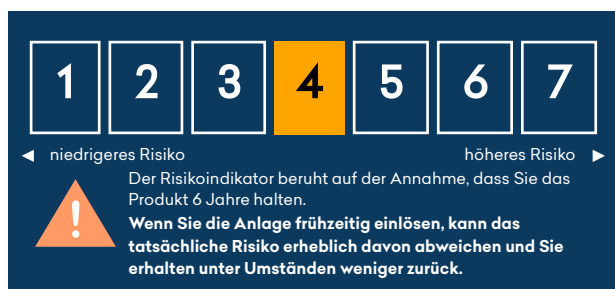 1 2 3 4 5 6 7
◄ niedrigeres Risiko höheres Risiko ►
Der Risikoindikator beruht auf der Annahme, dass Sie das
Produkt 6 Jahre halten.
Wenn Sie die Anlage frühzeitig einlösen, kann das
tatsächliche Risiko erheblich davon abweichen und Sie
erhalten unter Umständen weniger zurück.